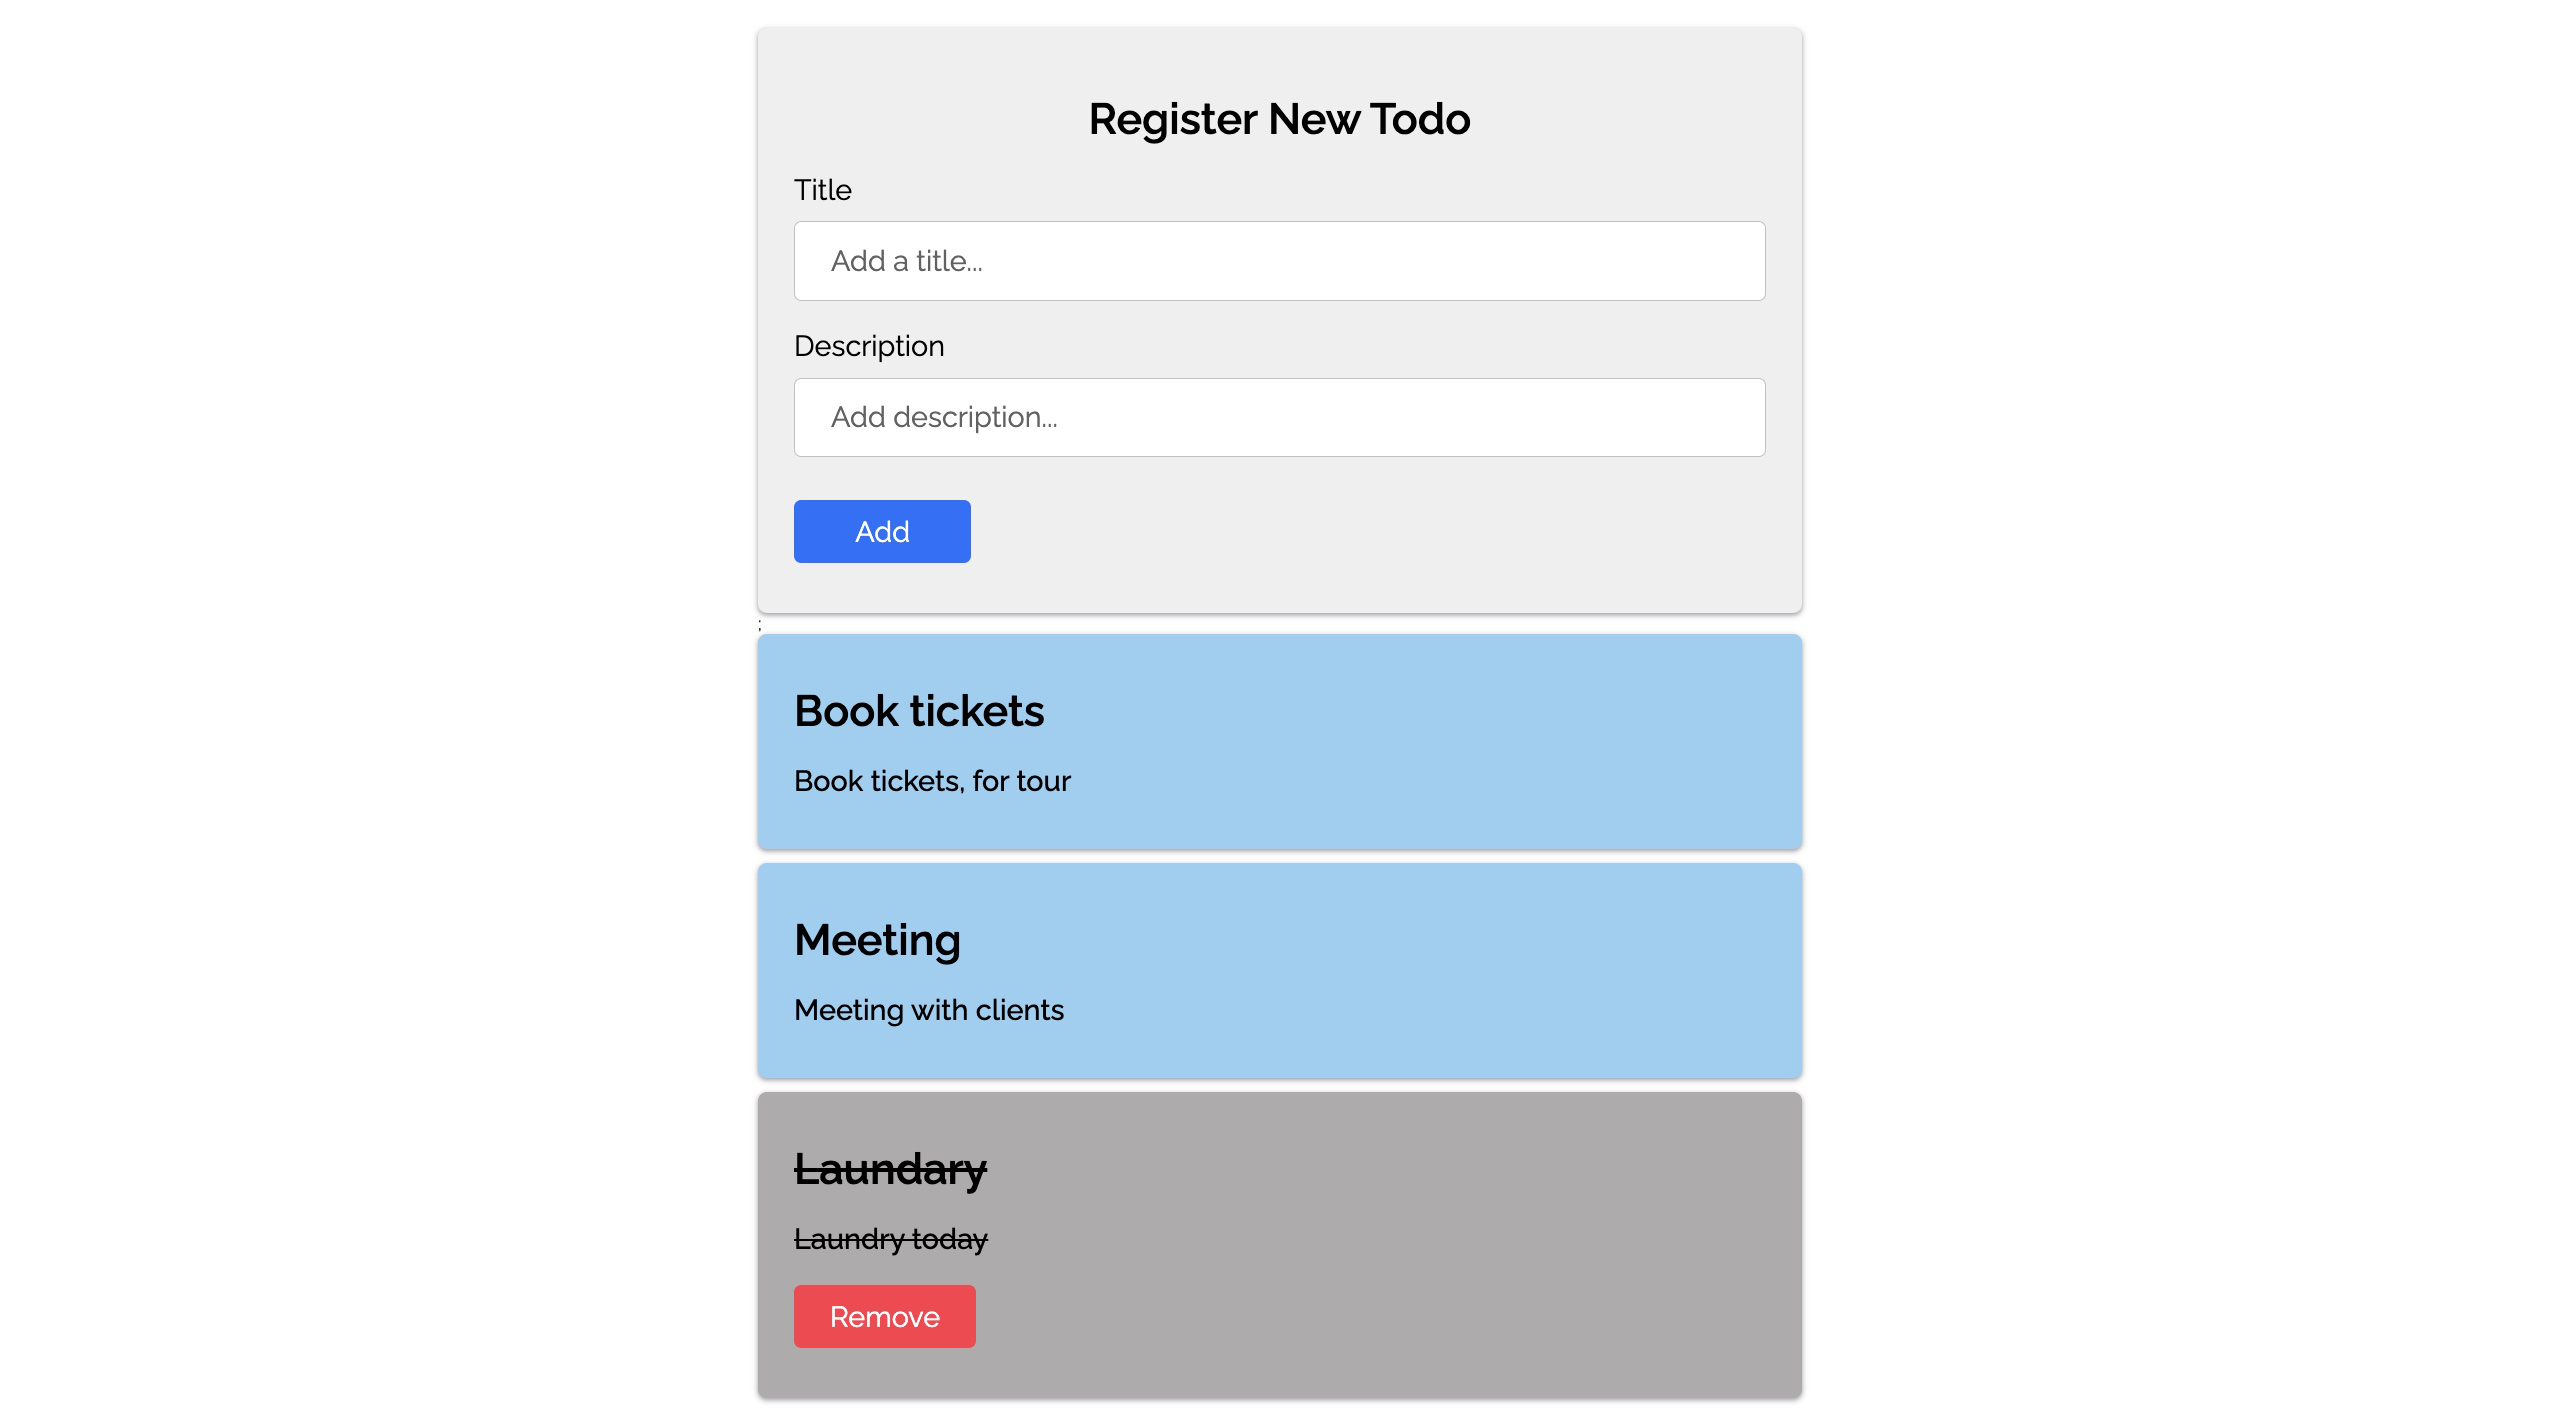 Register New Todo
Title
Add a title...
Description
Add description...
Add
;
Book tickets
Book tickets, for tour
Meeting
Meeting with clients
Laundary
Laundry today
Remove